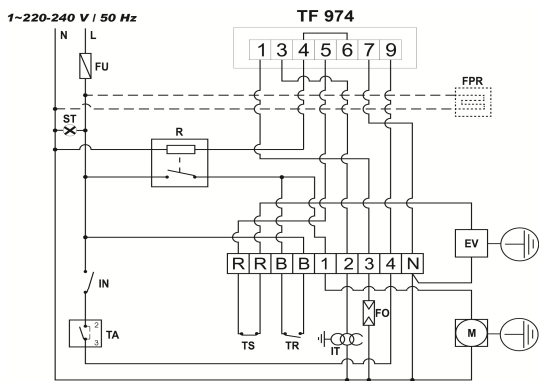 1~220-240 V / 50 Hz
TF 974
N L
1 3 4 5 6 7 9
FU
FPR
ST
R
R R B B 1 2 3 4 N
EV
IN
FO
2
3
TA
TS
TR
IT
M